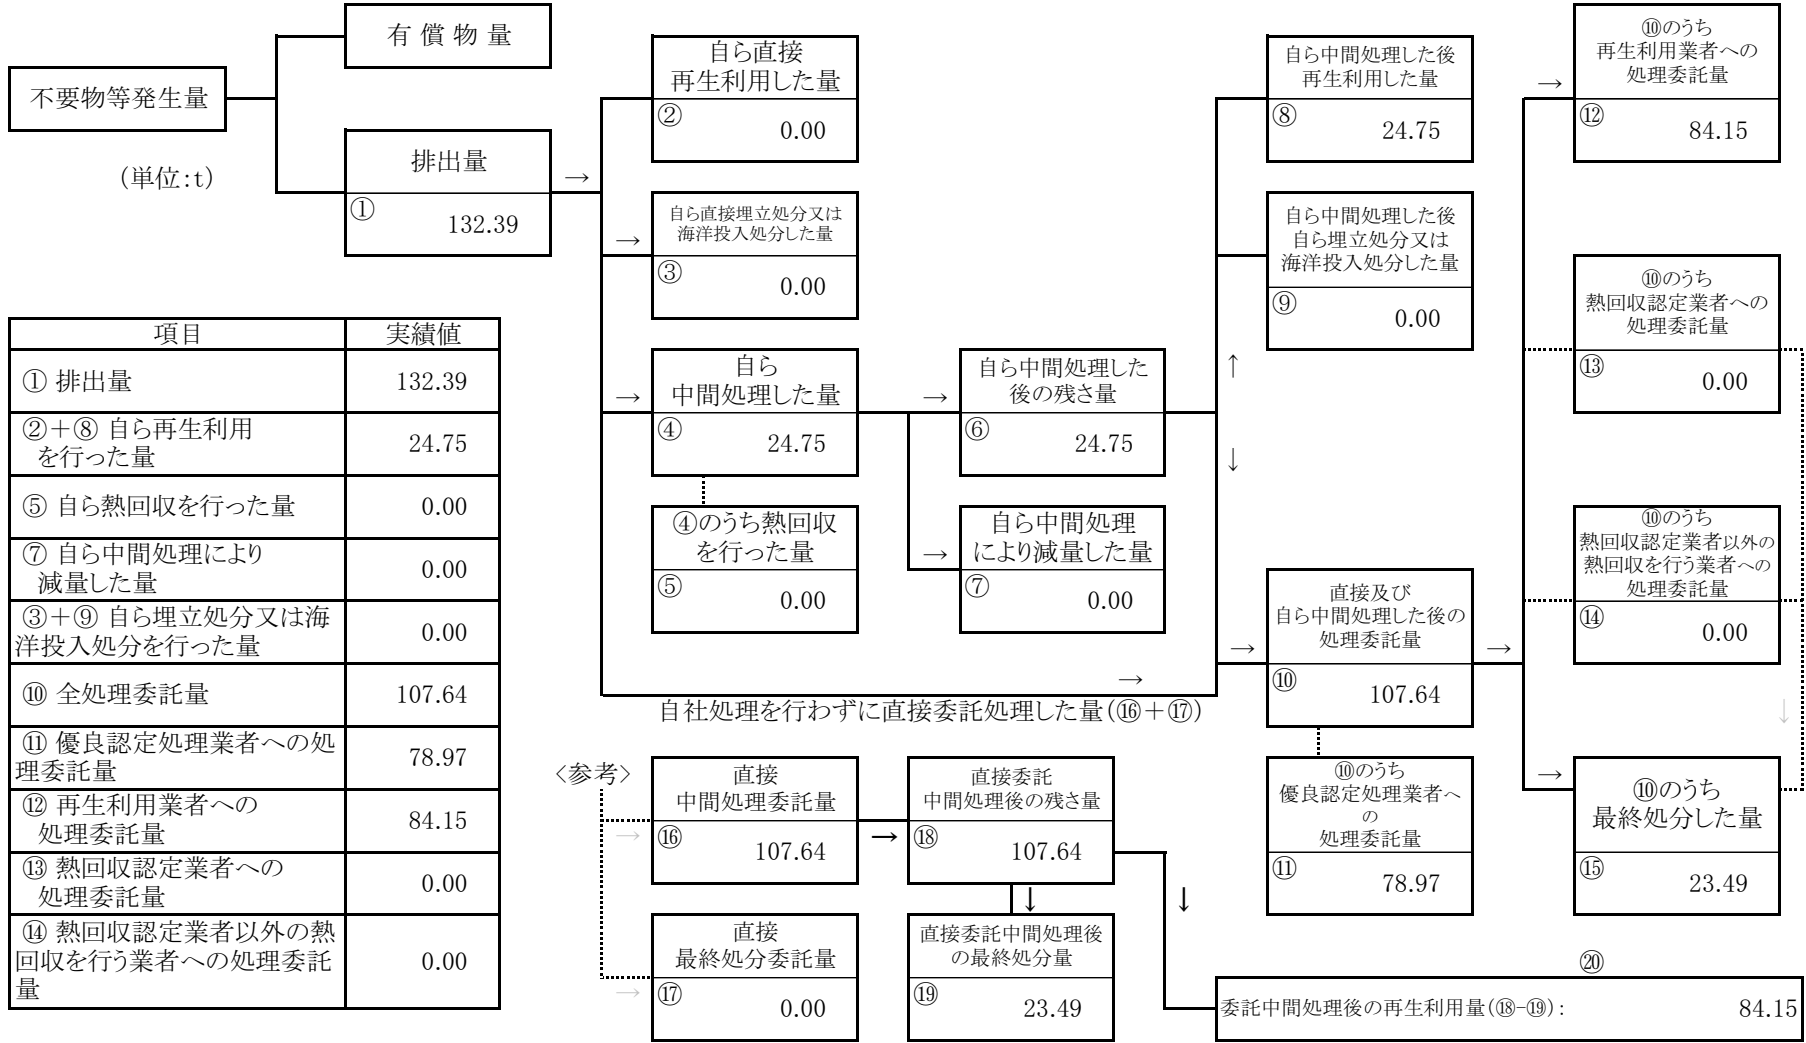 不要物等発生量
(単位:t)
有 償 物 量
排出量
①
132.39
→
自ら直接
再生利用した量
②
0.00
→
自ら直接埋立処分又は
海洋投入処分した量
③
0.00
→
自ら
中間処理した量
④
24.75
④のうち熱回収
を行った量
⑤
0.00
→
自ら中間処理した
後の残さ量
⑥
24.75
→
自ら中間処理
により減量した量
⑦
0.00
自ら中間処理した後
再生利用した量
⑧
24.75
自ら中間処理した後
自ら埋立処分又は
海洋投入処分した量
⑨
0.00
↑
↓
→
自社処理を行わずに直接委託処理した量(⑯+⑰)
→
直接及び
自ら中間処理した後の
処理委託量
⑩
107.64
⑩のうち
優良認定処理業者へ
の
処理委託量
⑪
78.97
→
→
⑩のうち
再生利用業者への
処理委託量
⑫
84.15
⑩のうち
熱回収認定業者への
処理委託量
⑬
0.00
⑩のうち
熱回収認定業者以外の
熱回収を行う業者への
処理委託量
⑭
0.00
↓
→
⑩のうち
最終処分した量
⑮
23.49
項目 実績値
① 排出量 132.39
②+⑧ 自ら再生利用
を行った量
24.75
⑤ 自ら熱回収を行った量 0.00
⑦ 自ら中間処理により
減量した量
0.00
③+⑨ 自ら埋立処分又は海
洋投入処分を行った量
0.00
⑩ 全処理委託量 107.64
⑪ 優良認定処理業者への処
理委託量
78.97
⑫ 再生利用業者への
処理委託量
84.15
⑬ 熱回収認定業者への
処理委託量
0.00
⑭ 熱回収認定業者以外の熱
回収を行う業者への処理委託
量
0.00
<参考>
→
直接
中間処理委託量
⑯
107.64
→
直接委託
中間処理後の残さ量
⑱
107.64
↓
↓
→
直接
最終処分委託量
⑰
0.00
直接委託中間処理後
の最終処分量
⑲
23.49
⑳
委託中間処理後の再生利用量(⑱-⑲): 84.15